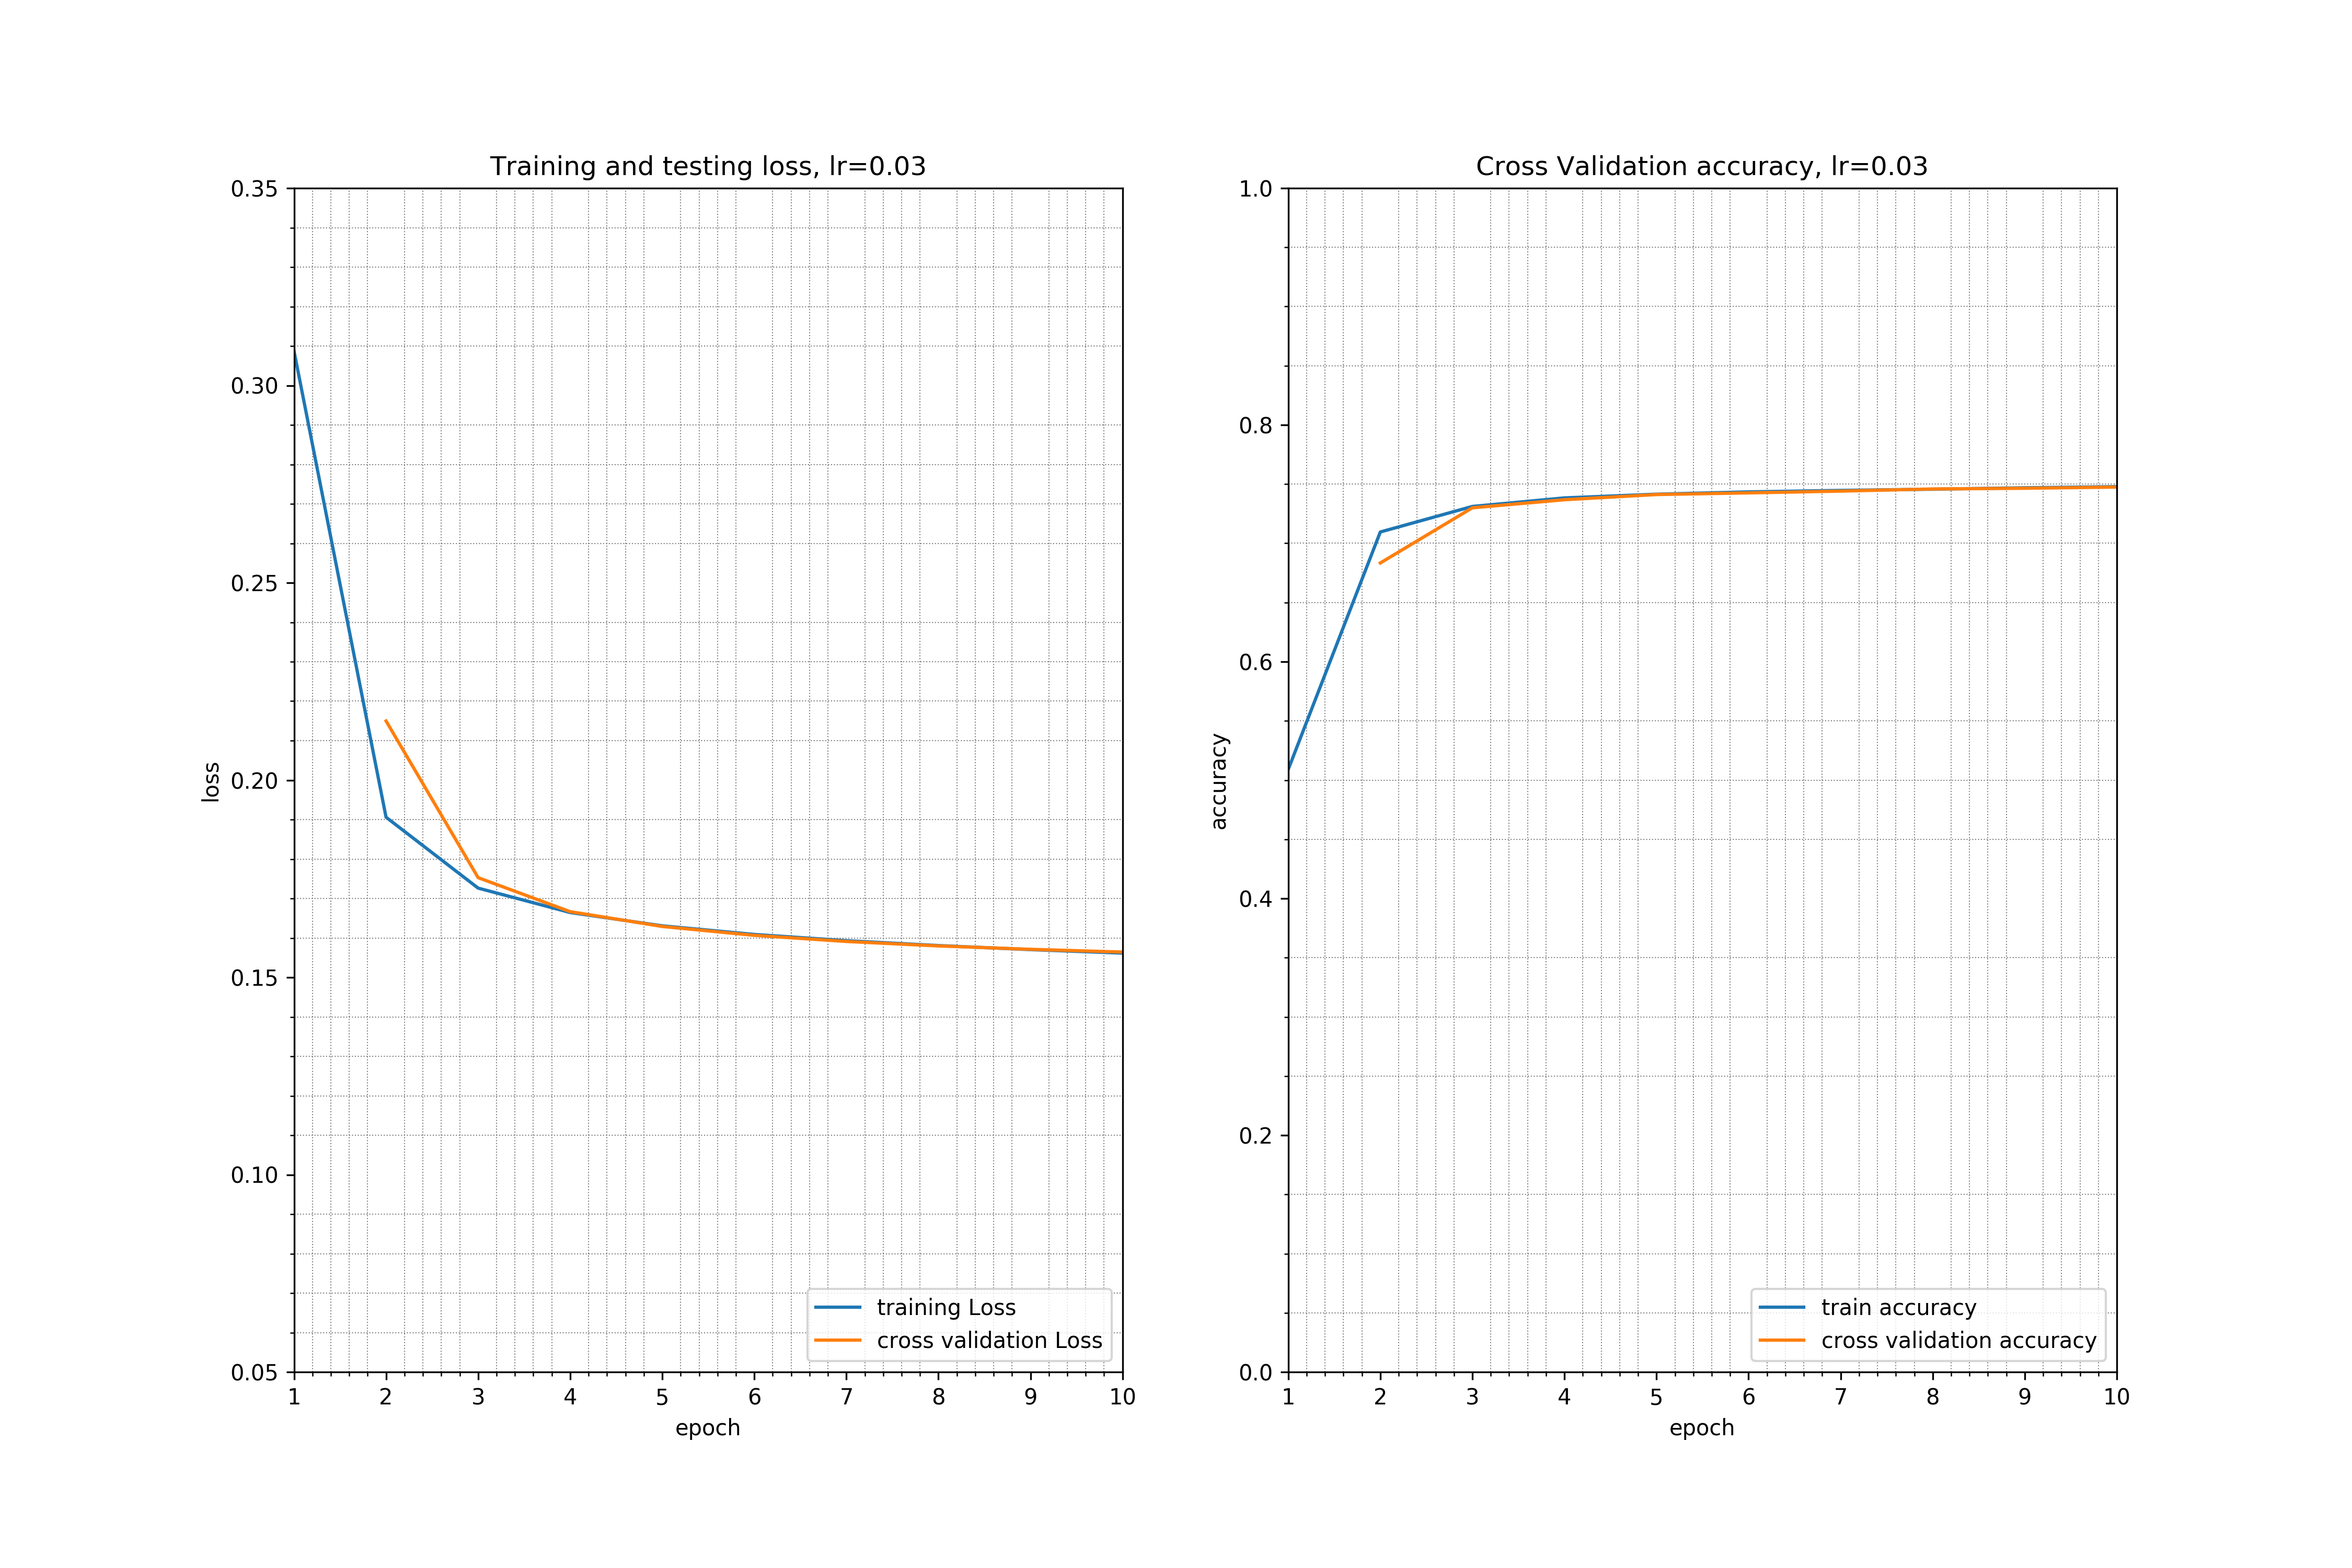 Training and testing loss, lr=0.03
0.35
0.30
0.25
0.20
0.15
0.10
0.05
loss
1 2 3 4 5 6 7 8 9 10
epoch
training Loss
cross validation Loss
Cross Validation accuracy, lr=0.03
1.0
0.8
0.6
0.4
0.2
0.0
accuracy
1 2 3 4 5 6 7 8 9 10
epoch
train accuracy
cross validation accuracy